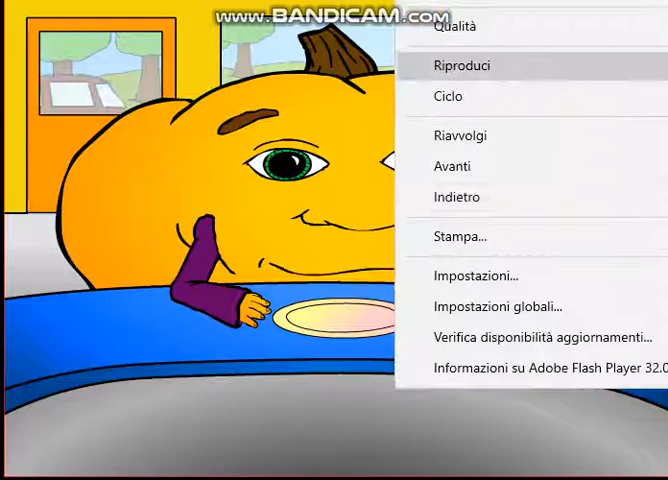 www.BANDICAM.com
Qualità
Riproduci
Ciclo
Riavvolgi
Avanti
Indietro
Stampa...
Impostazioni...
Impostazioni globali...
Verifica disponibilità aggiornamenti...
Informazioni su Adobe Flash Player 32.0